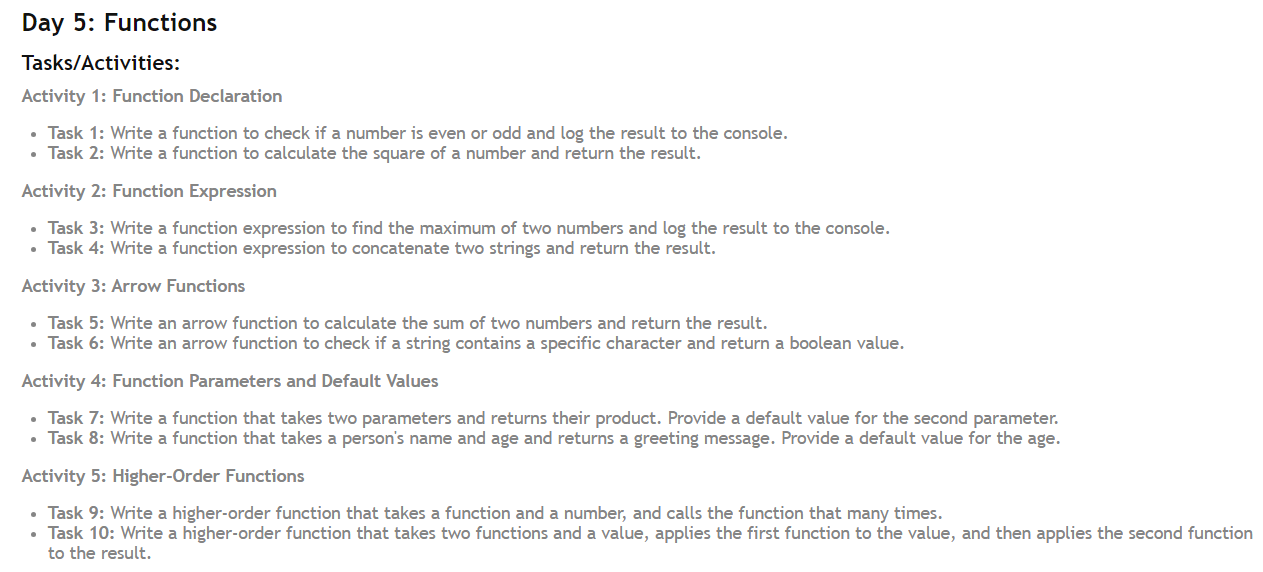 Day 5: Functions
Tasks/Activities:
Activity 1: Function Declaration
• Task 1: Write a function to check if a number is even or odd and log the result to the console.
• Task 2: Write a function to calculate the square of a number and return the result.
Activity 2: Function Expression
• Task 3: Write a function expression to find the maximum of two numbers and log the result to the console.
• Task 4: Write a function expression to concatenate two strings and return the result.
Activity 3: Arrow Functions
• Task 5: Write an arrow function to calculate the sum of two numbers and return the result.
• Task 6: Write an arrow function to check if a string contains a specific character and return a boolean value.
Activity 4: Function Parameters and Default Values
• Task 7: Write a function that takes two parameters and returns their product. Provide a default value for the second parameter.
• Task 8: Write a function that takes a person's name and age and returns a greeting message. Provide a default value for the age.
Activity 5: Higher-Order Functions
• Task 9: Write a higher-order function that takes a function and a number, and calls the function that many times.
• Task 10: Write a higher-order function that takes two functions and a value, applies the first function to the value, and then applies the second function
to the result.